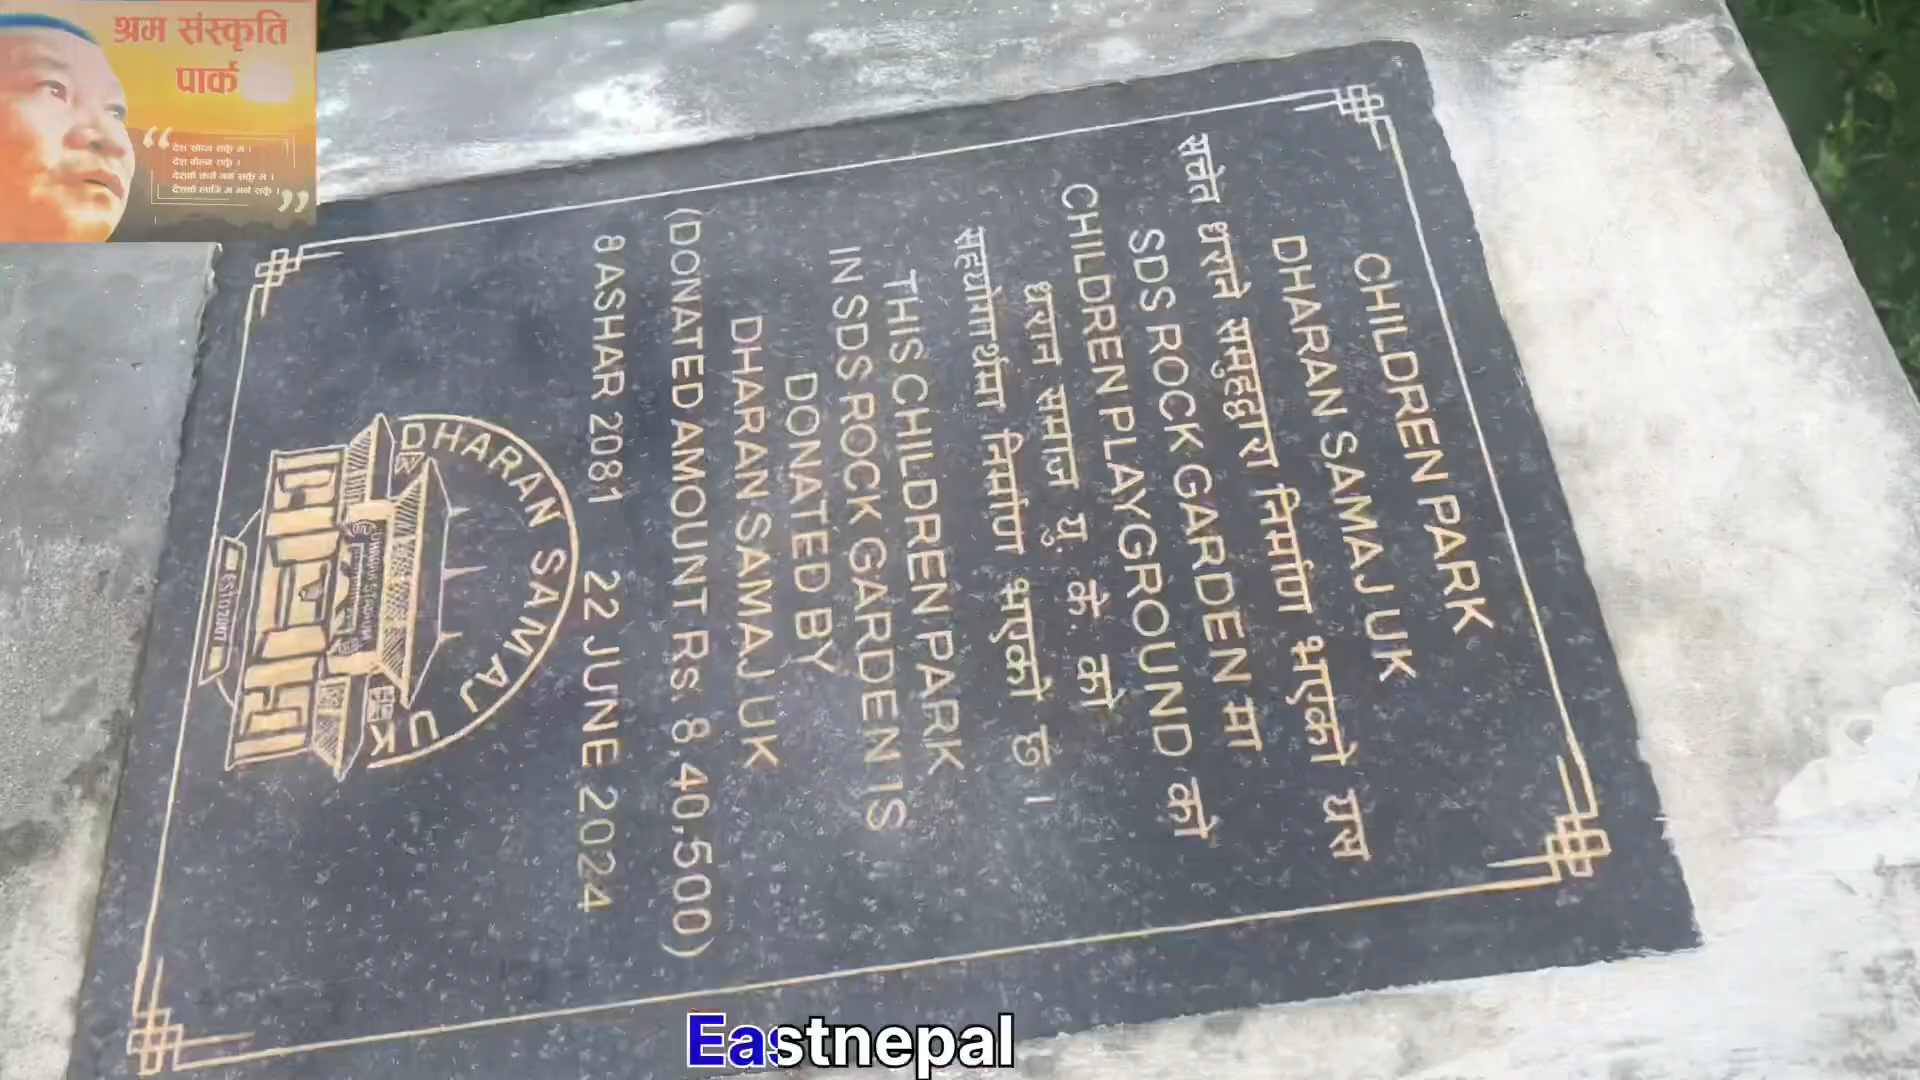 श्रम संस्कृति
पार्क
CHILDREN PARK
DHARAN SAMAJ UK
सचेत धरान समुहद्वारा निर्माण भएको यस
SDS ROCK GARDEN मा
CHILDREN PLAYGROUND को
धरान समाज यु. के. को
निर्माण भएको छ ।
THIS CHILDREN PARK
IN SDS ROCK GARDEN IS
DONATED BY
DHARAN SAMAJ UK
(DONATED AMOUNT RS. 8,40,500)
8 ASHAR 2081 22 JUNE 2024
DHARAN SAMAJ UK
Eastnepal